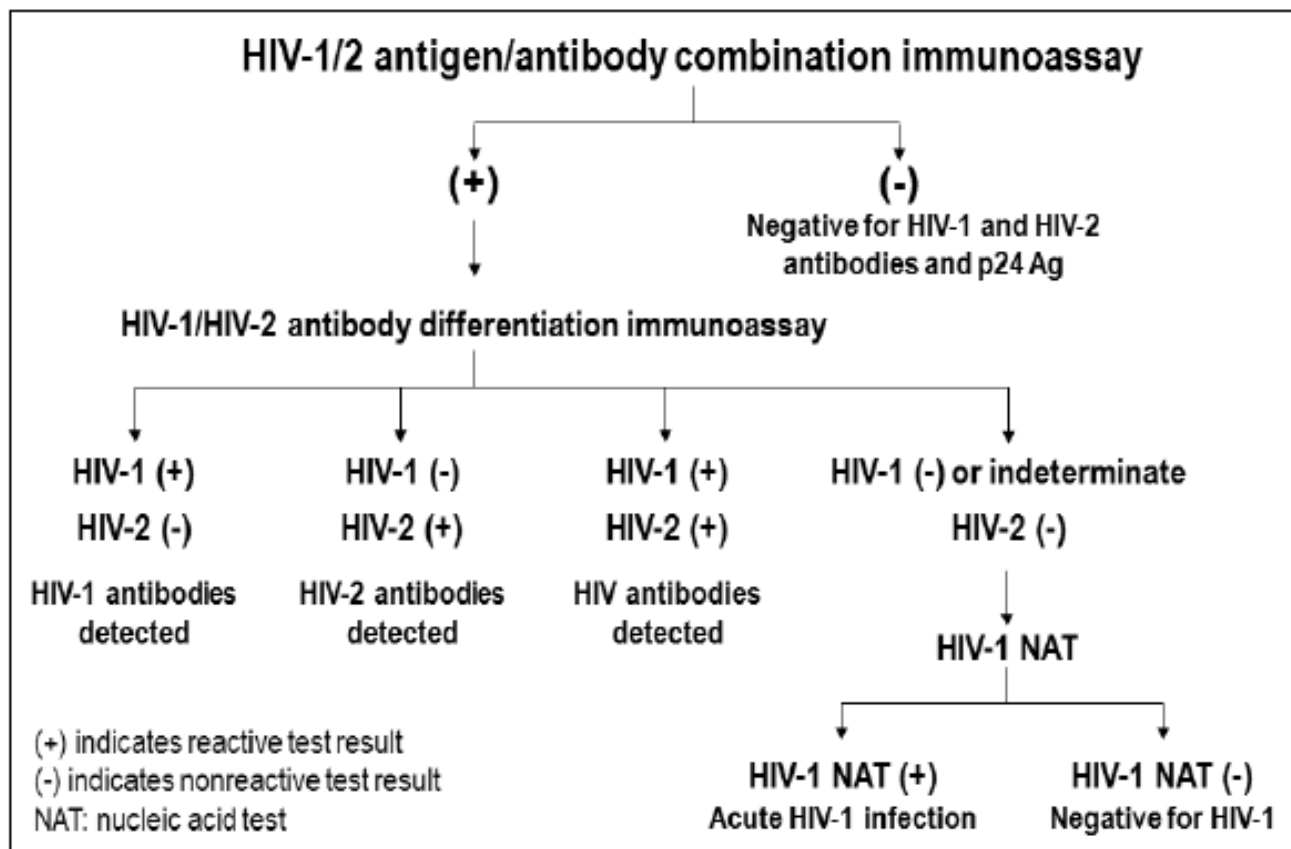 HIV-1/2 antigen/antibody combination immunoassay
(+)
(-)
Negative for HIV-1 and HIV-2
antibodies and p24 Ag
HIV-1/HIV-2 antibody differentiation immunoassay
HIV-1 (+)
HIV-2 (-)
HIV-1 antibodies
detected
HIV-1 (-)
HIV-2 (+)
HIV-2 antibodies
detected
HIV-1 (+)
HIV-2 (+)
HIV antibodies
detected
HIV-1 (-) or indeterminate
HIV-2 (-)
HIV-1 NAT
HIV-1 NAT (+)
Acute HIV-1 infection
HIV-1 NAT (-)
Negative for HIV-1
(+) indicates reactive test result
(-) indicates nonreactive test result
NAT: nucleic acid test